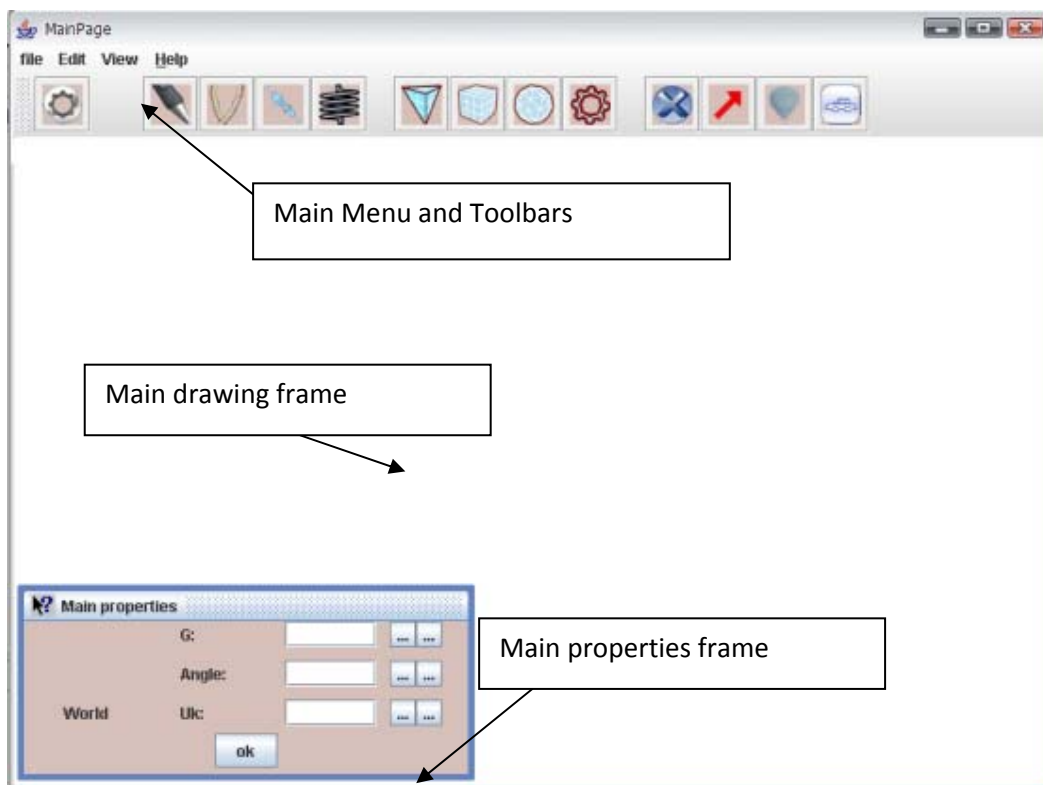 MainPage
file Edit View Help
Main Menu and Toolbars
Main drawing frame
Main properties
G:
... ...
Angle:
... ...
World Uk:
... ...
ok
Main properties frame